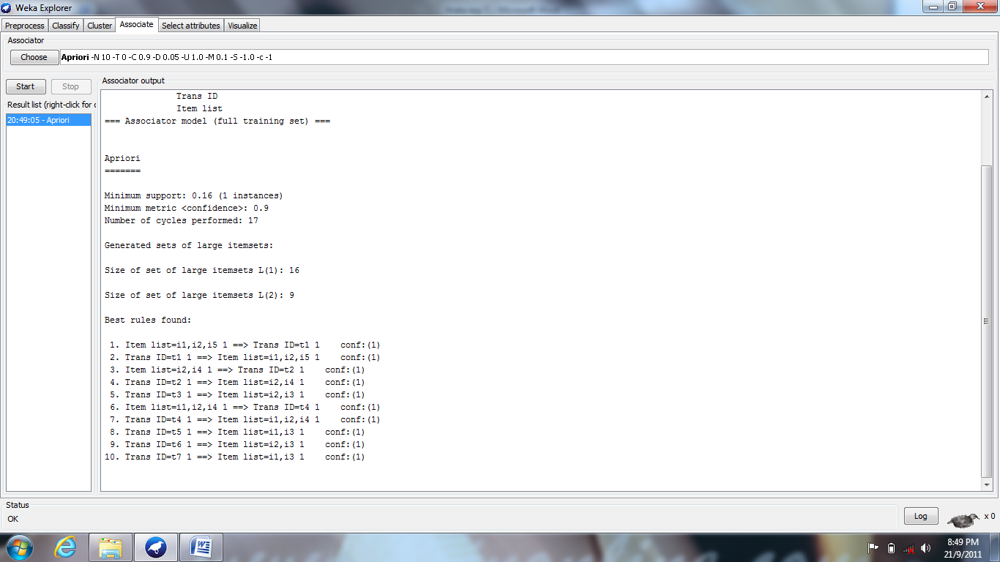 Weka Explorer
Preprocess Classify Cluster Associate Select attributes Visualize
Associator
Choose Apriori -N 10 -T 0 -C 0.9 -D 0.05 -U 1.0 -M 0.1 -S -1.0 -c -1
Start Stop
Result list (right-click for o
20:49:05 - Apriori
Associator output
Trans ID
Item list
=== Associator model (full training set) ===
Apriori
=======
Minimum support: 0.16 (1 instances)
Minimum metric <confidence>: 0.9
Number of cycles performed: 17
Generated sets of large itemsets:
Size of set of large itemsets L(1): 16
Size of set of large itemsets L(2): 9
Best rules found:
1. Item list=i1,i2,i5 1 ==> Trans ID=t1 1 conf:(1)
2. Trans ID=t1 1 ==> Item list=i1,i2,i5 1 conf:(1)
3. Item list=i2,i4 1 ==> Trans ID=t2 1 conf:(1)
4. Trans ID=t2 1 ==> Item list=i2,i4 1 conf:(1)
5. Trans ID=t3 1 ==> Item list=i2,i3 1 conf:(1)
6. Item list=i1,i2,i4 1 ==> Trans ID=t4 1 conf:(1)
7. Trans ID=t4 1 ==> Item list=i1,i2,i4 1 conf:(1)
8. Trans ID=t5 1 ==> Item list=i1,i3 1 conf:(1)
9. Trans ID=t6 1 ==> Item list=i2,i3 1 conf:(1)
10. Trans ID=t7 1 ==> Item list=i1,i3 1 conf:(1)
Status
OK
Log
x 0
8:49 PM
21/9/2011